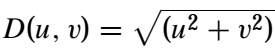 D(u, v) = √(u² + v²)